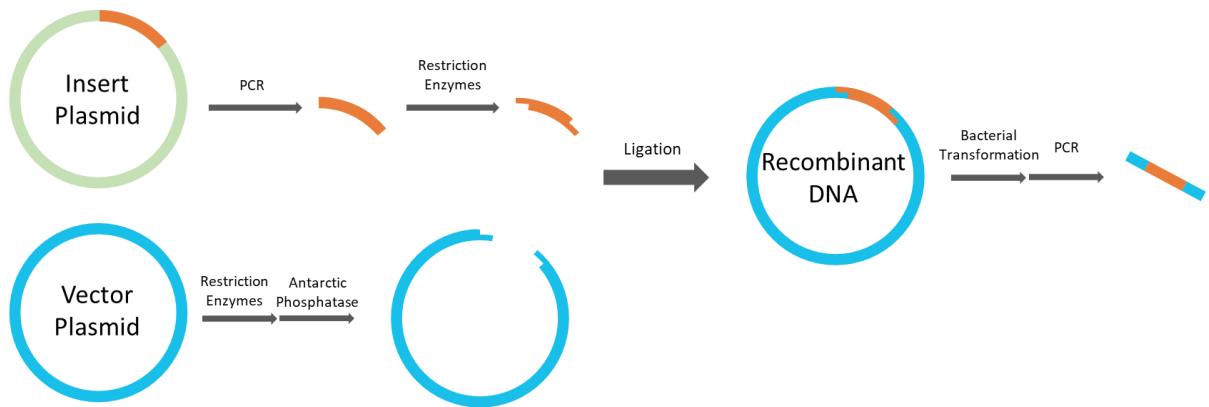 Insert
Plasmid
PCR
Restriction
Enzymes
Ligation
Recombinant
DNA
Bacterial
Transformation
PCR
Vector
Plasmid
Restriction
Enzymes
Antarctic
Phosphatase